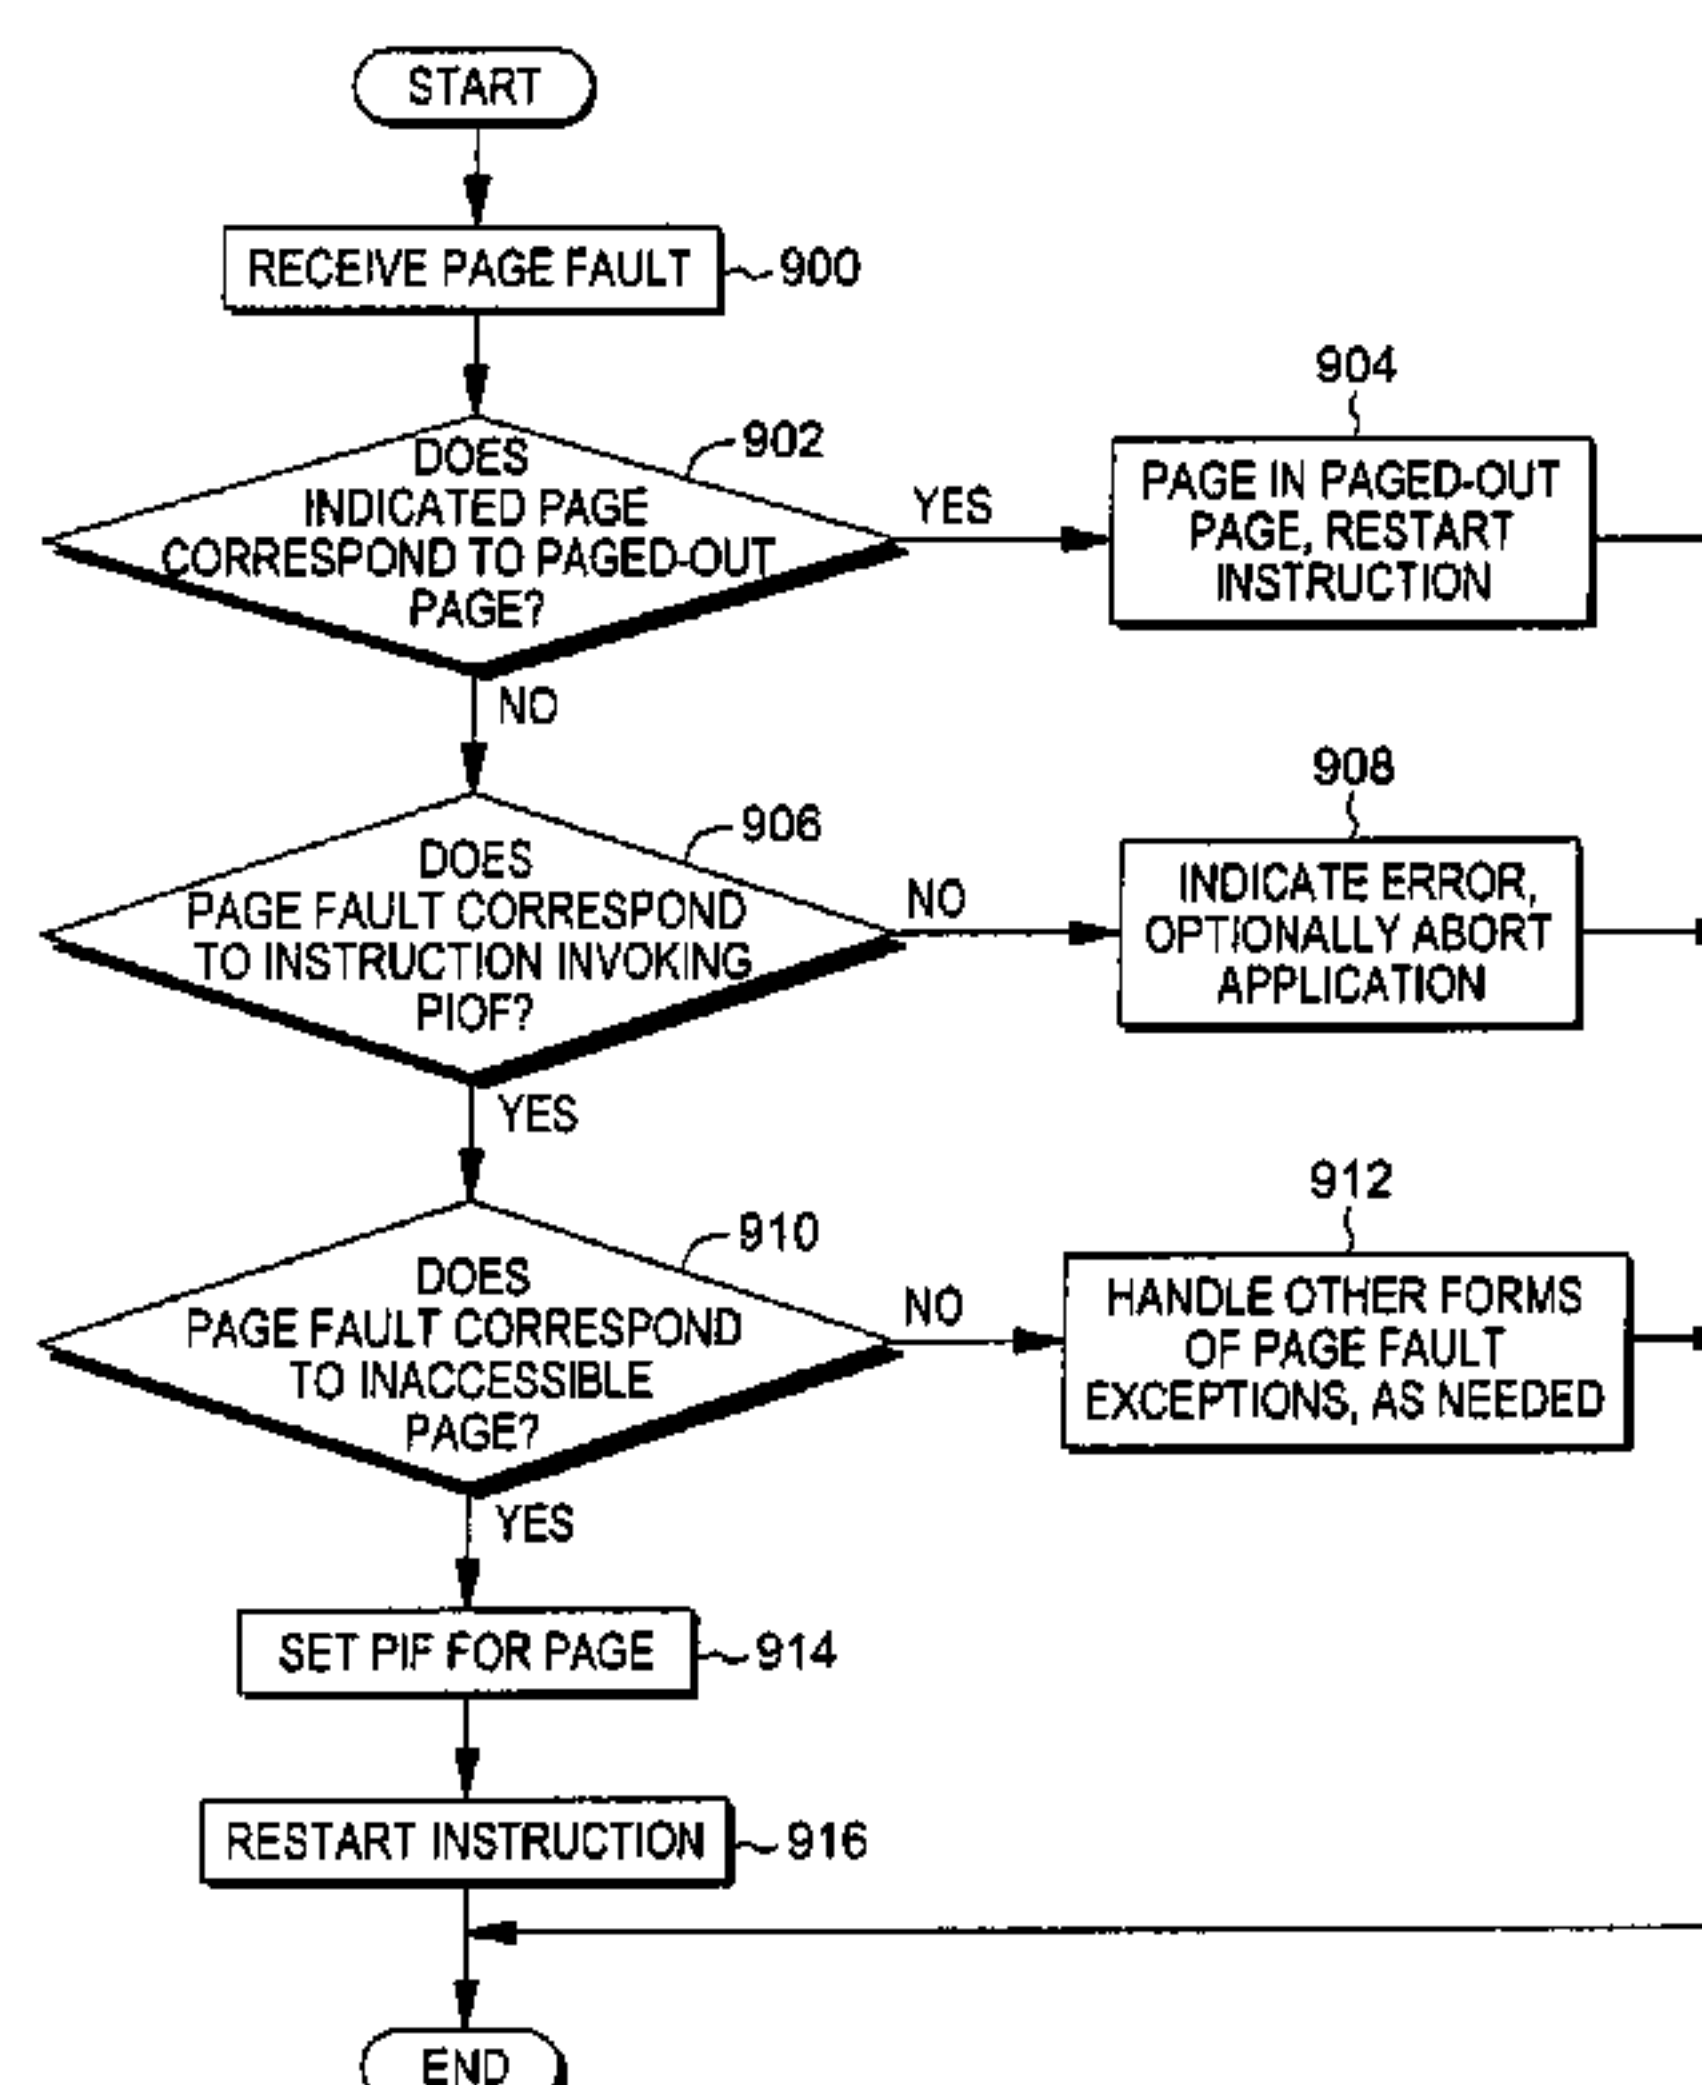 START
RECEIVE PAGE FAULT
900
DOES
INDICATED PAGE
CORRESPOND TO PAGED-OUT
PAGE?
902
YES
904
PAGE IN PAGED-OUT
PAGE, RESTART
INSTRUCTION
NO
DOES
PAGE FAULT CORRESPOND
TO INSTRUCTION INVOKING
PIOF?
906
NO
908
INDICATE ERROR,
OPTIONALLY ABORT
APPLICATION
YES
DOES
PAGE FAULT CORRESPOND
TO INACCESSIBLE
PAGE?
910
NO
912
HANDLE OTHER FORMS
OF PAGE FAULT
EXCEPTIONS, AS NEEDED
YES
SET PIF FOR PAGE
914
RESTART INSTRUCTION
916
END